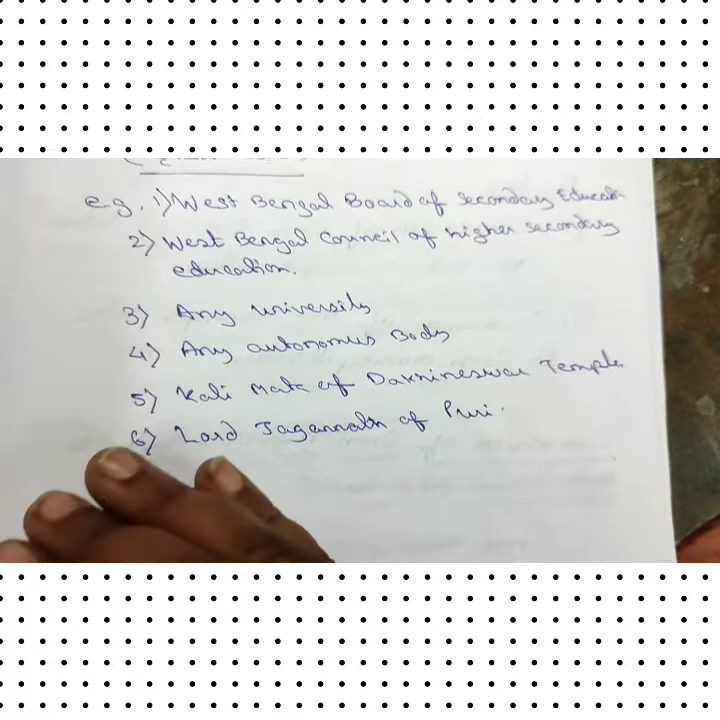 e.g. 1) West Bengal Board of Secondary Education
2) West Bengal Council of higher secondary
education.
3) Any university
4) Any autonomus Body
5) Kali Mata of Dakhineswar Temple
6) Lord Jagannath of Puri.